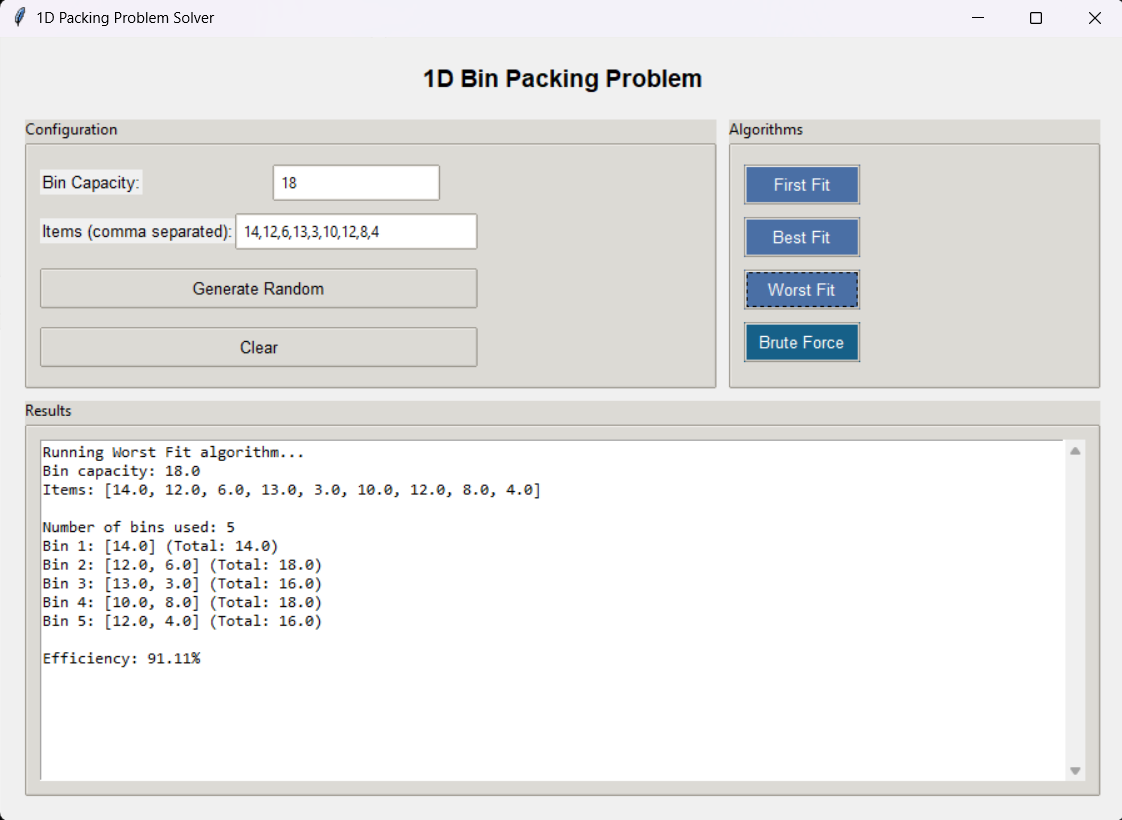 1D Packing Problem Solver
1D Bin Packing Problem
Configuration
Bin Capacity:
18
Items (comma separated):
14,12,6,13,3,10,12,8,4
Generate Random
Clear
Algorithms
First Fit
Best Fit
Worst Fit
Brute Force
Results
Running Worst Fit algorithm...
Bin capacity: 18.0
Items: [14.0, 12.0, 6.0, 13.0, 3.0, 10.0, 12.0, 8.0, 4.0]
Number of bins used: 5
Bin 1: [14.0] (Total: 14.0)
Bin 2: [12.0, 6.0] (Total: 18.0)
Bin 3: [13.0, 3.0] (Total: 16.0)
Bin 4: [10.0, 8.0] (Total: 18.0)
Bin 5: [12.0, 4.0] (Total: 16.0)
Efficiency: 91.11%